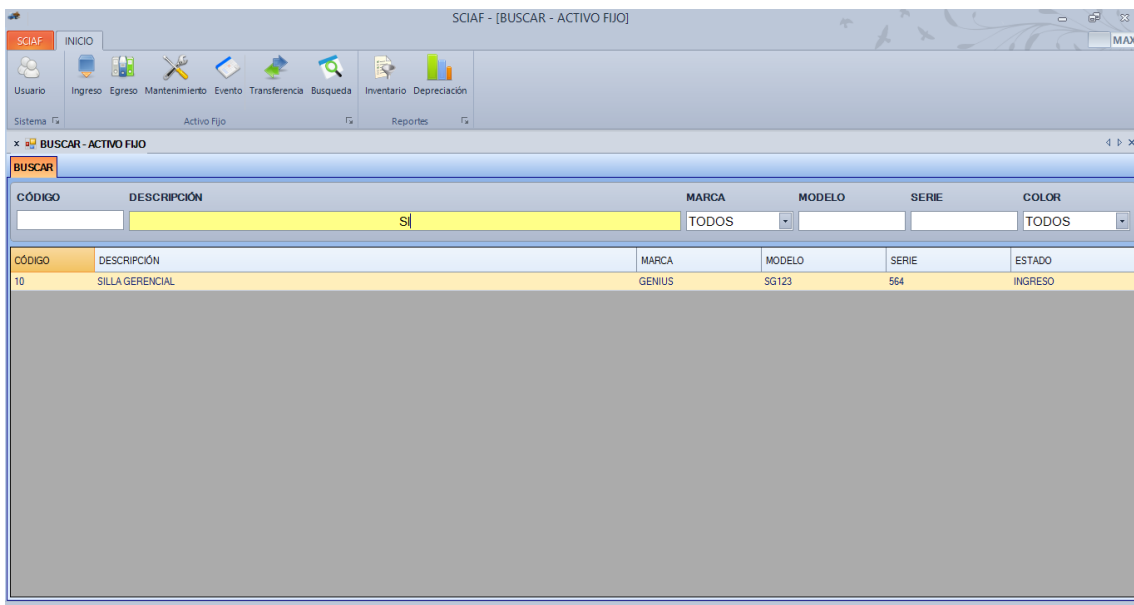 SCIAF - [BUSCAR - ACTIVO FIJO]
SCIAF INICIO MAX
Usuario Ingreso Egreso Mantenimiento Evento Transferencia Busqueda Inventario Depreciación
Sistema Activo Fijo Reportes
x BUSCAR - ACTIVO FIJO
BUSCAR
CÓDIGO DESCRIPCIÓN MARCA MODELO SERIE COLOR
SI TODOS TODOS
CÓDIGO DESCRIPCIÓN MARCA MODELO SERIE ESTADO
10 SILLA GERENCIAL GENIUS SG123 564 INGRESO